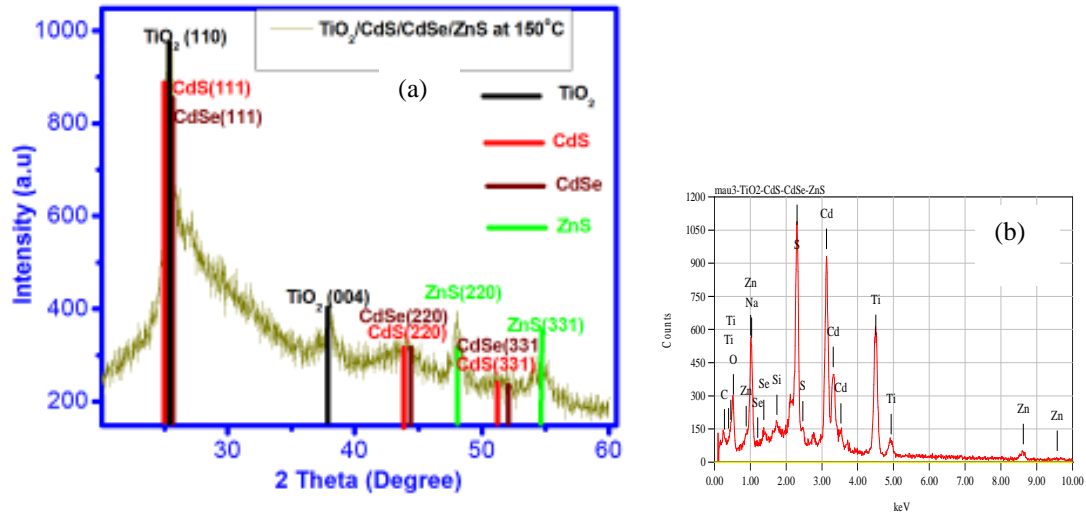 TiO2/CdS/CdSe/ZnS at 150°C
(a)
TiO2 (110)
CdS(111)
CdSe(111)
TiO2
CdS
CdSe
ZnS
TiO2 (004)
CdSe(220)
CdS(220)
ZnS(220)
ZnS(331)
CdSe(331
CdS(331)
1000
800
600
400
200
Intensity (a.u)
30
40
50
60
2 Theta (Degree)
mau3-TiO2-CdS-CdSe-ZnS
(b)
1200
1050
900
750
600
450
300
150
0
Counts
C
Ti
Ti
O
Zn
Zn
Na
Se
Se
Si
S
S
Cd
Cd
Cd
Ti
Ti
Zn
Zn
0.00 1.00 2.00 3.00 4.00 5.00 6.00 7.00 8.00 9.00 10.00
keV